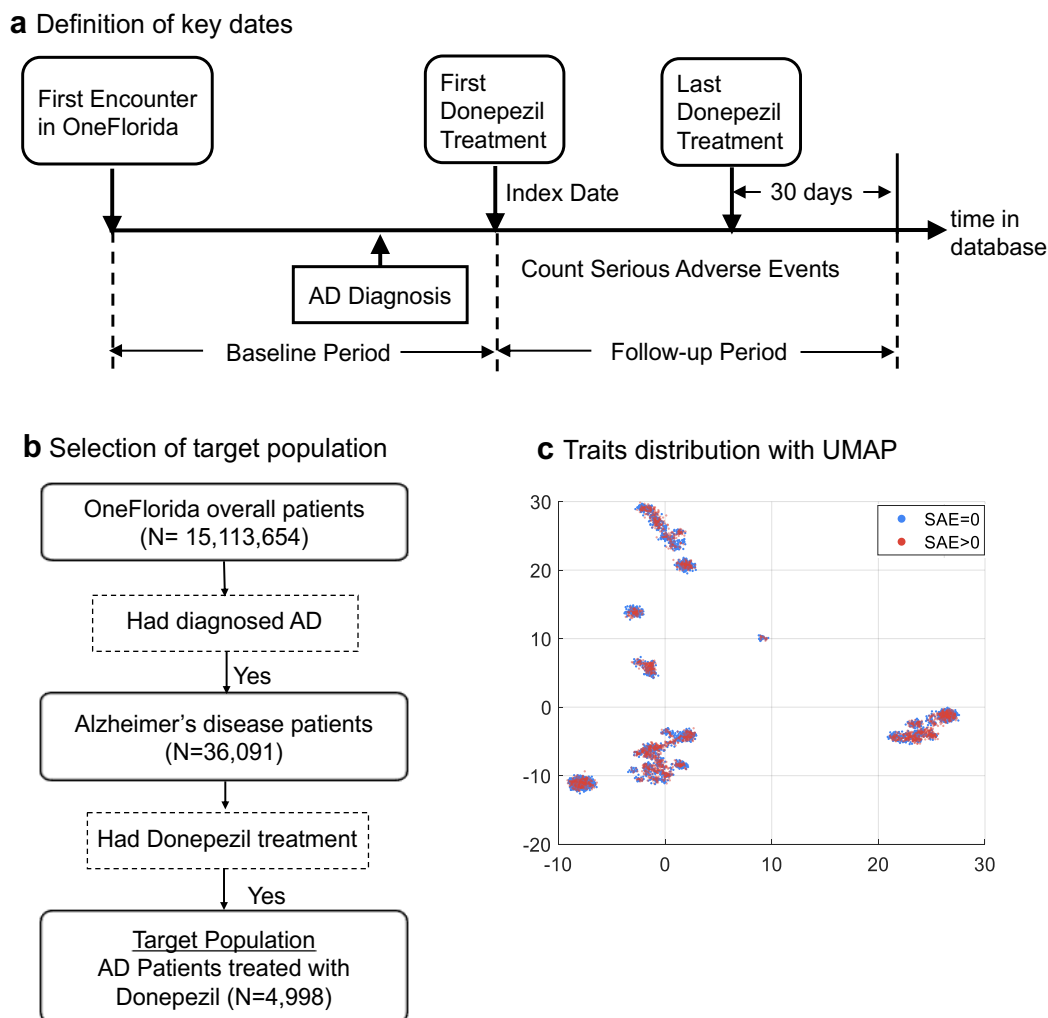 a Definition of key dates
First Encounter
in OneFlorida
First
Donepezil
Treatment
Last
Donepezil
Treatment
Index Date
30 days
time in
database
AD Diagnosis
Count Serious Adverse Events
Baseline Period
Follow-up Period
b Selection of target population
OneFlorida overall patients
(N= 15,113,654)
Had diagnosed AD
Yes
Alzheimer's disease patients
(N=36,091)
Had Donepezil treatment
Yes
Target Population
AD Patients treated with
Donepezil (N=4,998)
c Traits distribution with UMAP
SAE=0
SAE>0
30
20
10
0
-10
-20
-10
0
10
20
30